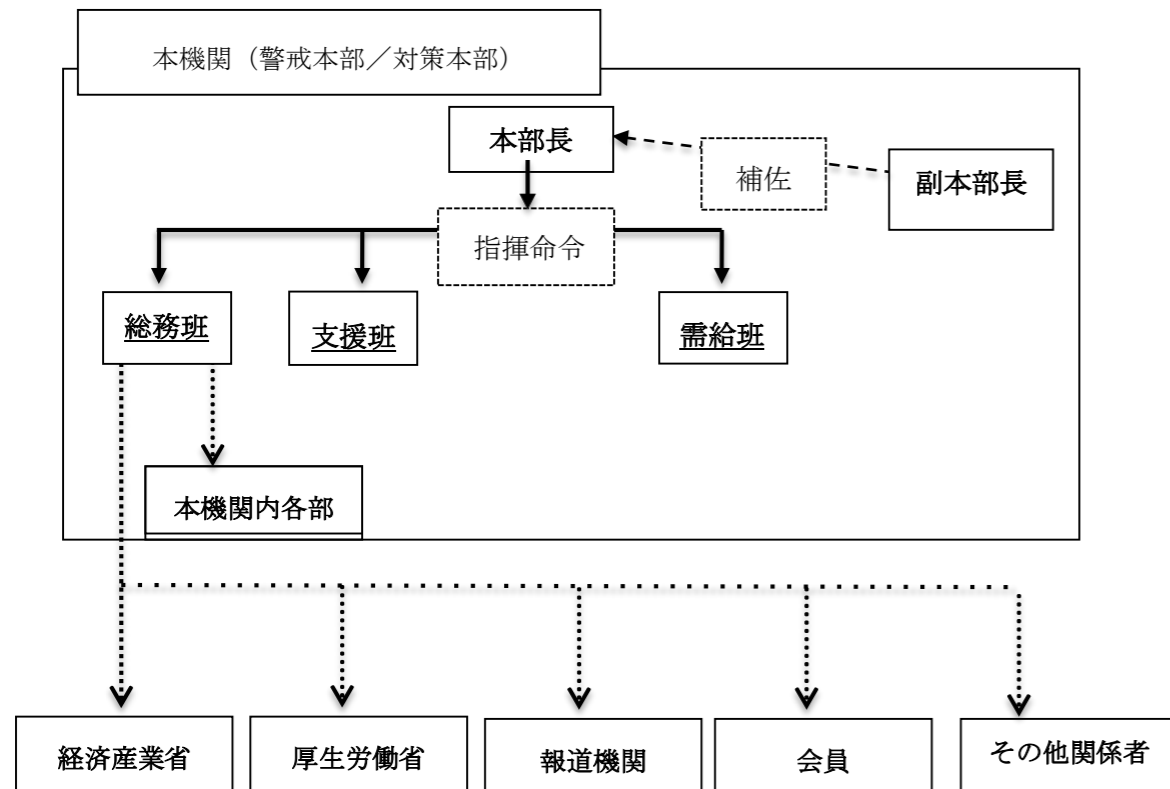 本機関（警戒本部／対策本部）
本部長
補佐
副本部長
指揮命令
総務班
支援班
需給班
本機関内各部
経済産業省
厚生労働省
報道機関
会員
その他関係者